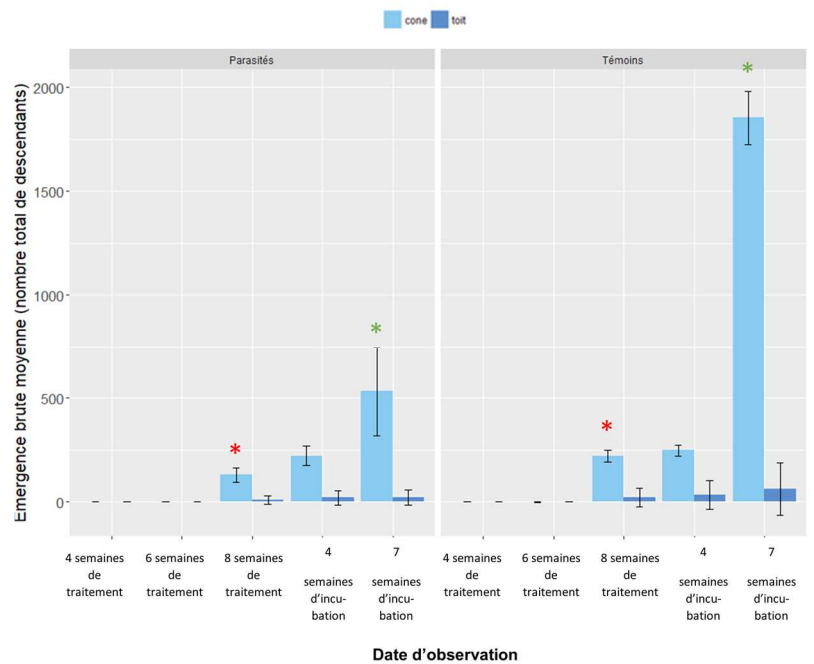 cone toit
Parasités
Témoins
Emergence brute moyenne (nombre total de descendants)
2000
1500
1000
500
0
*
*
*
*
4 semaines
de
traitement
6 semaines
de
traitement
8 semaines
de
traitement
4
semaines
d'incu-
bation
7
semaines
d'incu-
bation
4 semaines
de
traitement
6 semaines
de
traitement
8 semaines
de
traitement
4
semaines
d'incu-
bation
7
semaines
d'incu-
bation
Date d'observation